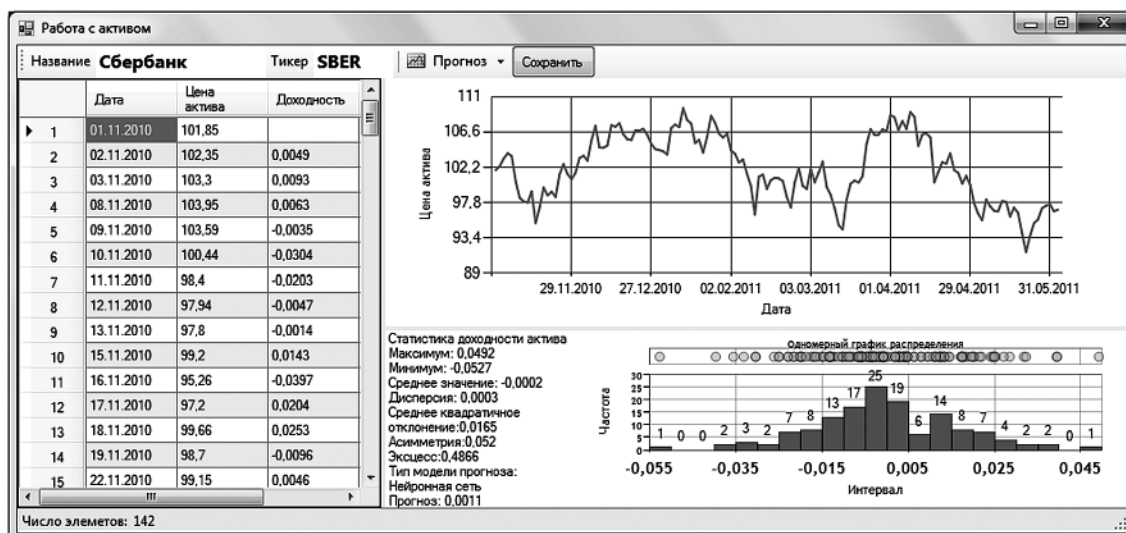 Работа с активом
Название Сбербанк Тикер SBER Прогноз Сохранить
Дата Цена актива Доходность
1 01.11.2010 101,85
2 02.11.2010 102,35 0,0049
3 03.11.2010 103,3 0,0093
4 08.11.2010 103,95 0,0063
5 09.11.2010 103,59 -0,0035
6 10.11.2010 100,44 -0,0304
7 11.11.2010 98,4 -0,0203
8 12.11.2010 97,94 -0,0047
9 13.11.2010 97,8 -0,0014
10 15.11.2010 99,2 0,0143
11 16.11.2010 95,26 -0,0397
12 17.11.2010 97,2 0,0204
13 18.11.2010 99,66 0,0253
14 19.11.2010 98,7 -0,0096
15 22.11.2010 99,15 0,0046
Цена актива
111
106,6
102,2
97,8
93,4
89
29.11.2010 27.12.2010 02.02.2011 03.03.2011 01.04.2011 29.04.2011 31.05.2011
Дата
Статистика доходности актива
Максимум: 0,0492
Минимум: -0,0527
Среднее значение: -0,0002
Дисперсия: 0,0003
Среднее квадратичное
отклонение:0,0165
Асимметрия:0,052
Эксцесс:0,4866
Тип модели прогноза:
Нейронная сеть
Прогноз: 0,0011
Одномерный график распределения
Частота
30
25
20
15
10
5
0
1 0 0 2 3 2 7 8 13 17 25 19 6 14 8 7 4 2 2 0 1
-0,055 -0,035 -0,015 0,005 0,025 0,045
Интервал
Число элеметов: 142